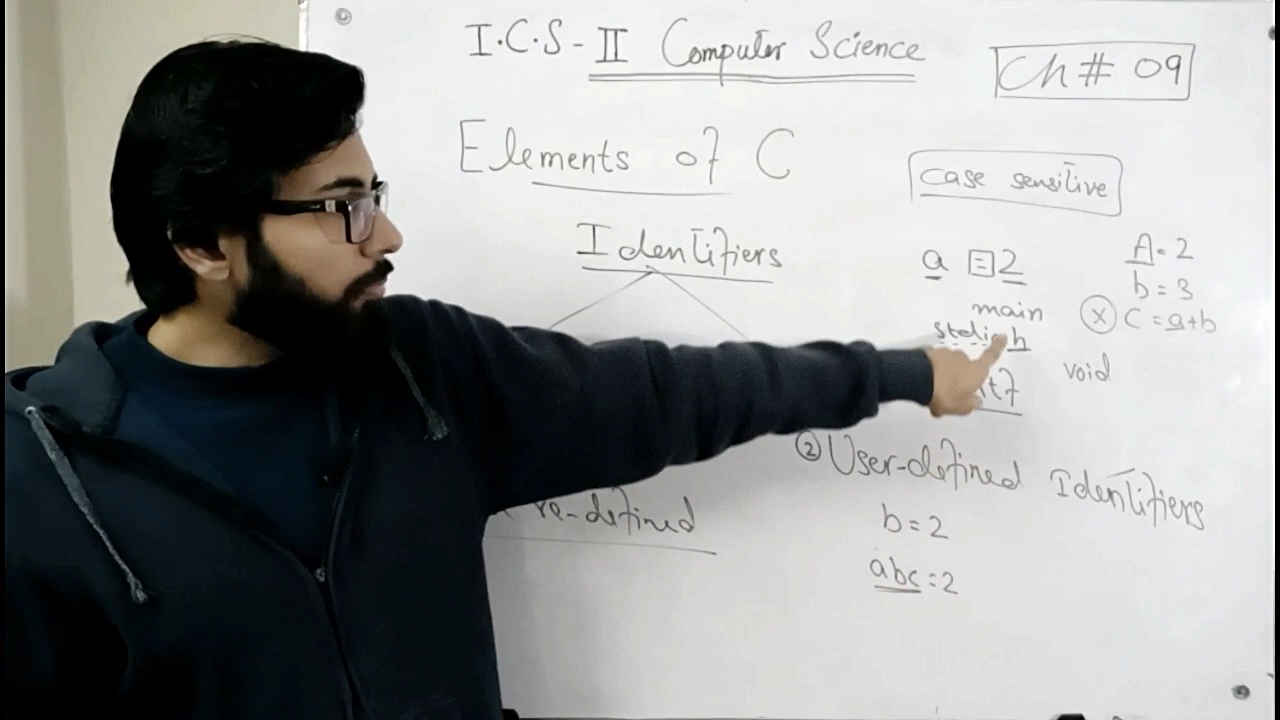 I.C.S - II Computer Science
Ch # 09
Elements of C
case sensitive
Identifiers
a = 2
A = 2
b = 3
C = a+b
main
void
② User-defined Identifiers
re-defined
b = 2
abc = 2